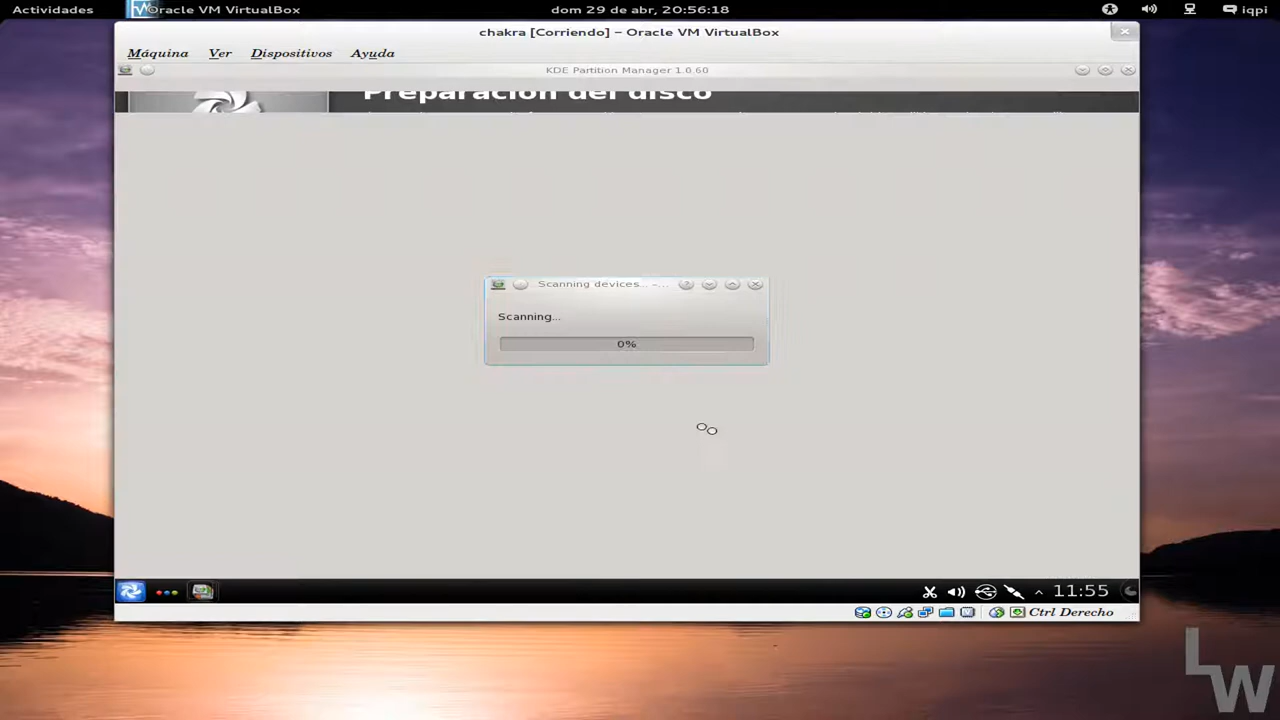 Actividades
Oracle VM VirtualBox
dom 29 de abr, 20:56:18
iqpi
chakra [Corriendo] – Oracle VM VirtualBox
Máquina Ver Dispositivos Ayuda
KDE Partition Manager 1.0.60
Preparación del disco
Scanning devices... –...
Scanning...
0%
11:55
Ctrl Derecho
LW